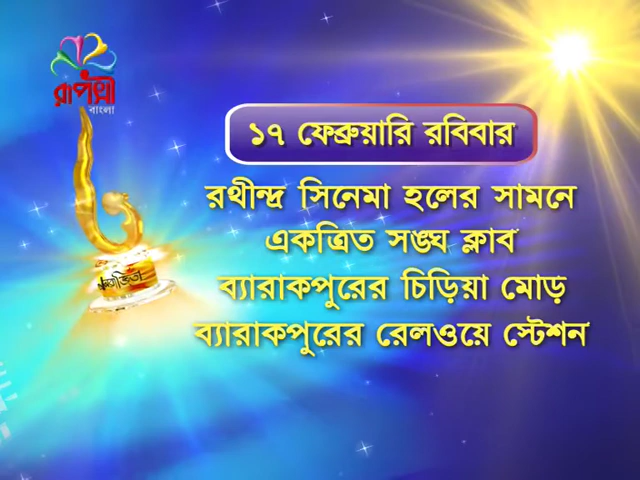 রূপসী
বাংলা
১৭ ফেব্রুয়ারি রবিবার
রথীন্দ্র সিনেমা হলের সামনে
একত্রিত সঙ্ঘ ক্লাব
ব্যারাকপুরের চিড়িয়া মোড়
ব্যারাকপুরের রেলওয়ে স্টেশন